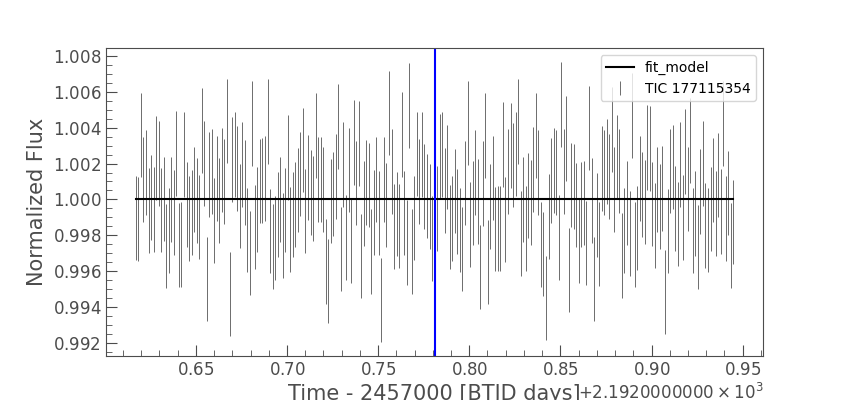 1.008
1.006
1.004
1.002
1.000
0.998
0.996
0.994
0.992
Normalized Flux
fit_model
TIC 177115354
0.65 0.70 0.75 0.80 0.85 0.90 0.95
Time - 2457000 [BTJD days]
+2.1920000000 × 10³